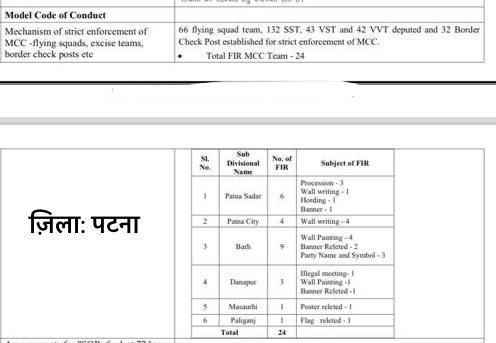 Model Code of Conduct
Mechanism of strict enforcement of
MCC -flying squads, excise teams,
border check posts etc
66 flying squad team, 132 SST, 43 VST and 42 VVT deputed and 32 Border
Check Post established for strict enforcement of MCC.
• Total FIR MCC Team - 24
ज़िला: पटना
Sl. No. Sub Divisional Name No. of FIR Subject of FIR
1 Patna Sadar 6 Procession - 3
Wall writing - 1
Hording - 1
Banner - 1
2 Patna City 4 Wall writing - 4
3 Barh 9 Wall Painting - 4
Banner Releted - 2
Party Name and Symbol - 3
4 Danapur 3 Illegal meeting- 1
Wall Painting -1
Banner Releted -1
5 Masaurhi 1 Poster releted - 1
6 Paliganj 1 Flag releted - 1
Total 24